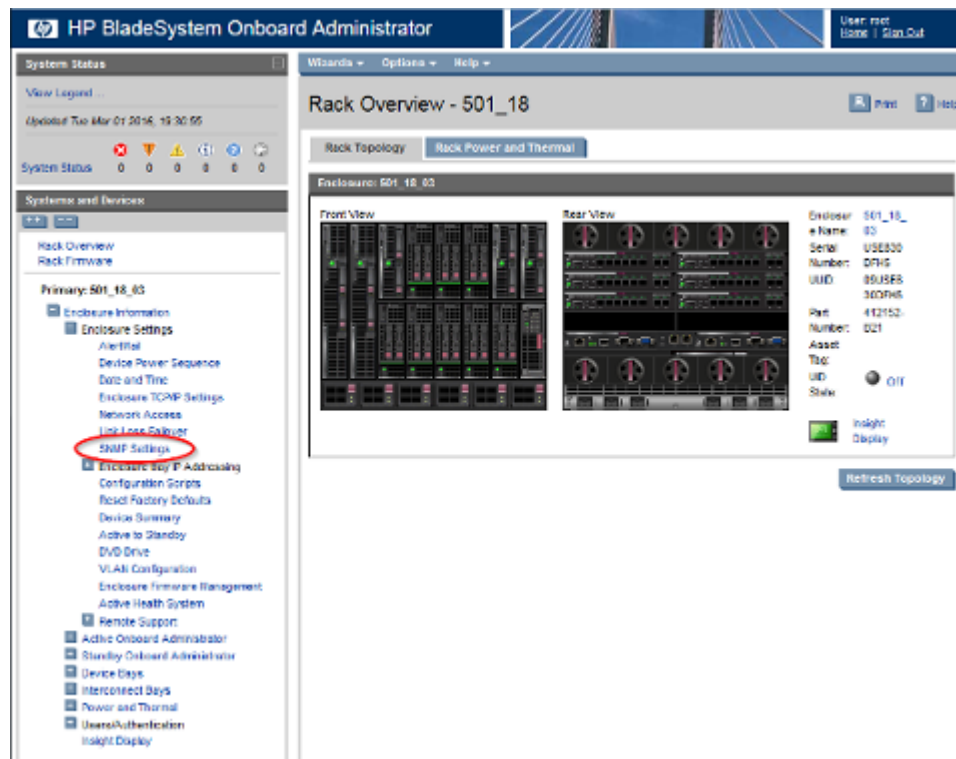 HP BladeSystem Onboard Administrator
User: root
Home | Sign Out
System Status
View Legend ...
Updated Tue Mar 01 2016, 19:30:55
System Status 0 0 0 0 0 0
Systems and Devices
Rack Overview
Rack Firmware
Primary: 501_18_03
Enclosure Information
Enclosure Settings
AlertMail
Device Power Sequence
Date and Time
Enclosure TCP/IP Settings
Network Access
Link Loss Failover
SNMP Settings
Enclosure Bay IP Addressing
Configuration Scripts
Reset Factory Defaults
Device Summary
Active to Standby
DVD Drive
VLAN Configuration
Enclosure Firmware Management
Active Health System
Remote Support
Active Onboard Administrator
Standby Onboard Administrator
Device Bays
Interconnect Bays
Power and Thermal
Users/Authentication
Insight Display
Wizards Options Help
Rack Overview - 501_18
Print Help
Rack Topology Rack Power and Thermal
Enclosure: 501_18_03
Front View
Rear View
Enclosur 501_18_
e Name: 03
Serial USE830
Number:
UUID:
Part 412152-
Number: B21
Asset
Tag:
UID Off
State:
Insight
Display
Refresh Topology